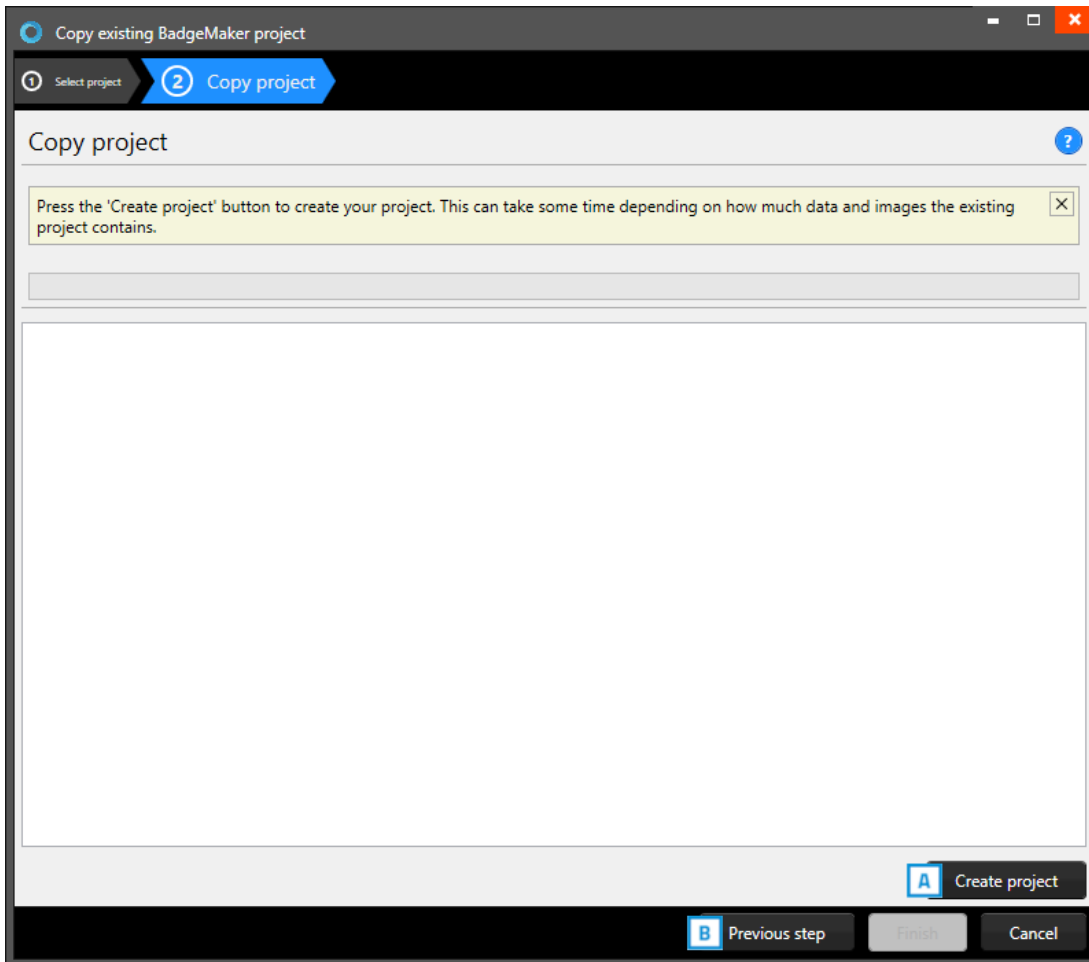 Copy existing BadgeMaker project
1 Select project
2 Copy project
Copy project
?
Press the 'Create project' button to create your project. This can take some time depending on how much data and images the existing
project contains.
A Create project
B Previous step Finish Cancel